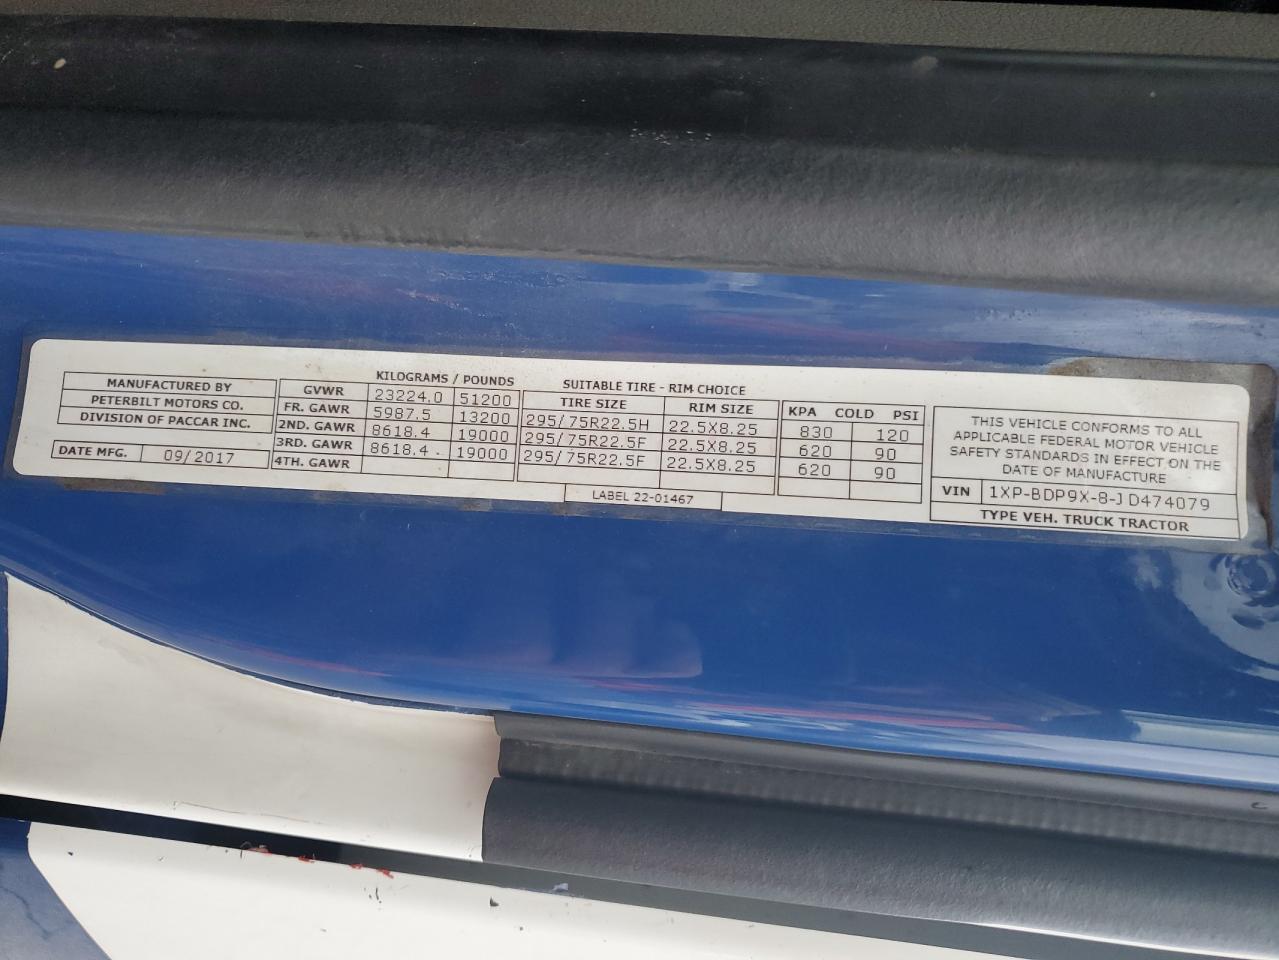 MANUFACTURED BY
PETERBILT MOTORS CO.
DIVISION OF PACCAR INC.
DATE MFG. 09/2017
KILOGRAMS / POUNDS
GVWR 23224.0 51200
FR. GAWR 5987.5 13200
2ND. GAWR 8618.4 19000
3RD. GAWR 8618.4 19000
4TH. GAWR
SUITABLE TIRE - RIM CHOICE
TIRE SIZE RIM SIZE
295/75R22.5H 22.5X8.25
295/75R22.5F 22.5X8.25
295/75R22.5F 22.5X8.25
LABEL 22-01467
KPA COLD PSI
830 120
620 90
620 90
THIS VEHICLE CONFORMS TO ALL
APPLICABLE FEDERAL MOTOR VEHICLE
SAFETY STANDARDS IN EFFECT ON THE
DATE OF MANUFACTURE
VIN 1XP-BDP9X-8-JD474079
TYPE VEH. TRUCK TRACTOR